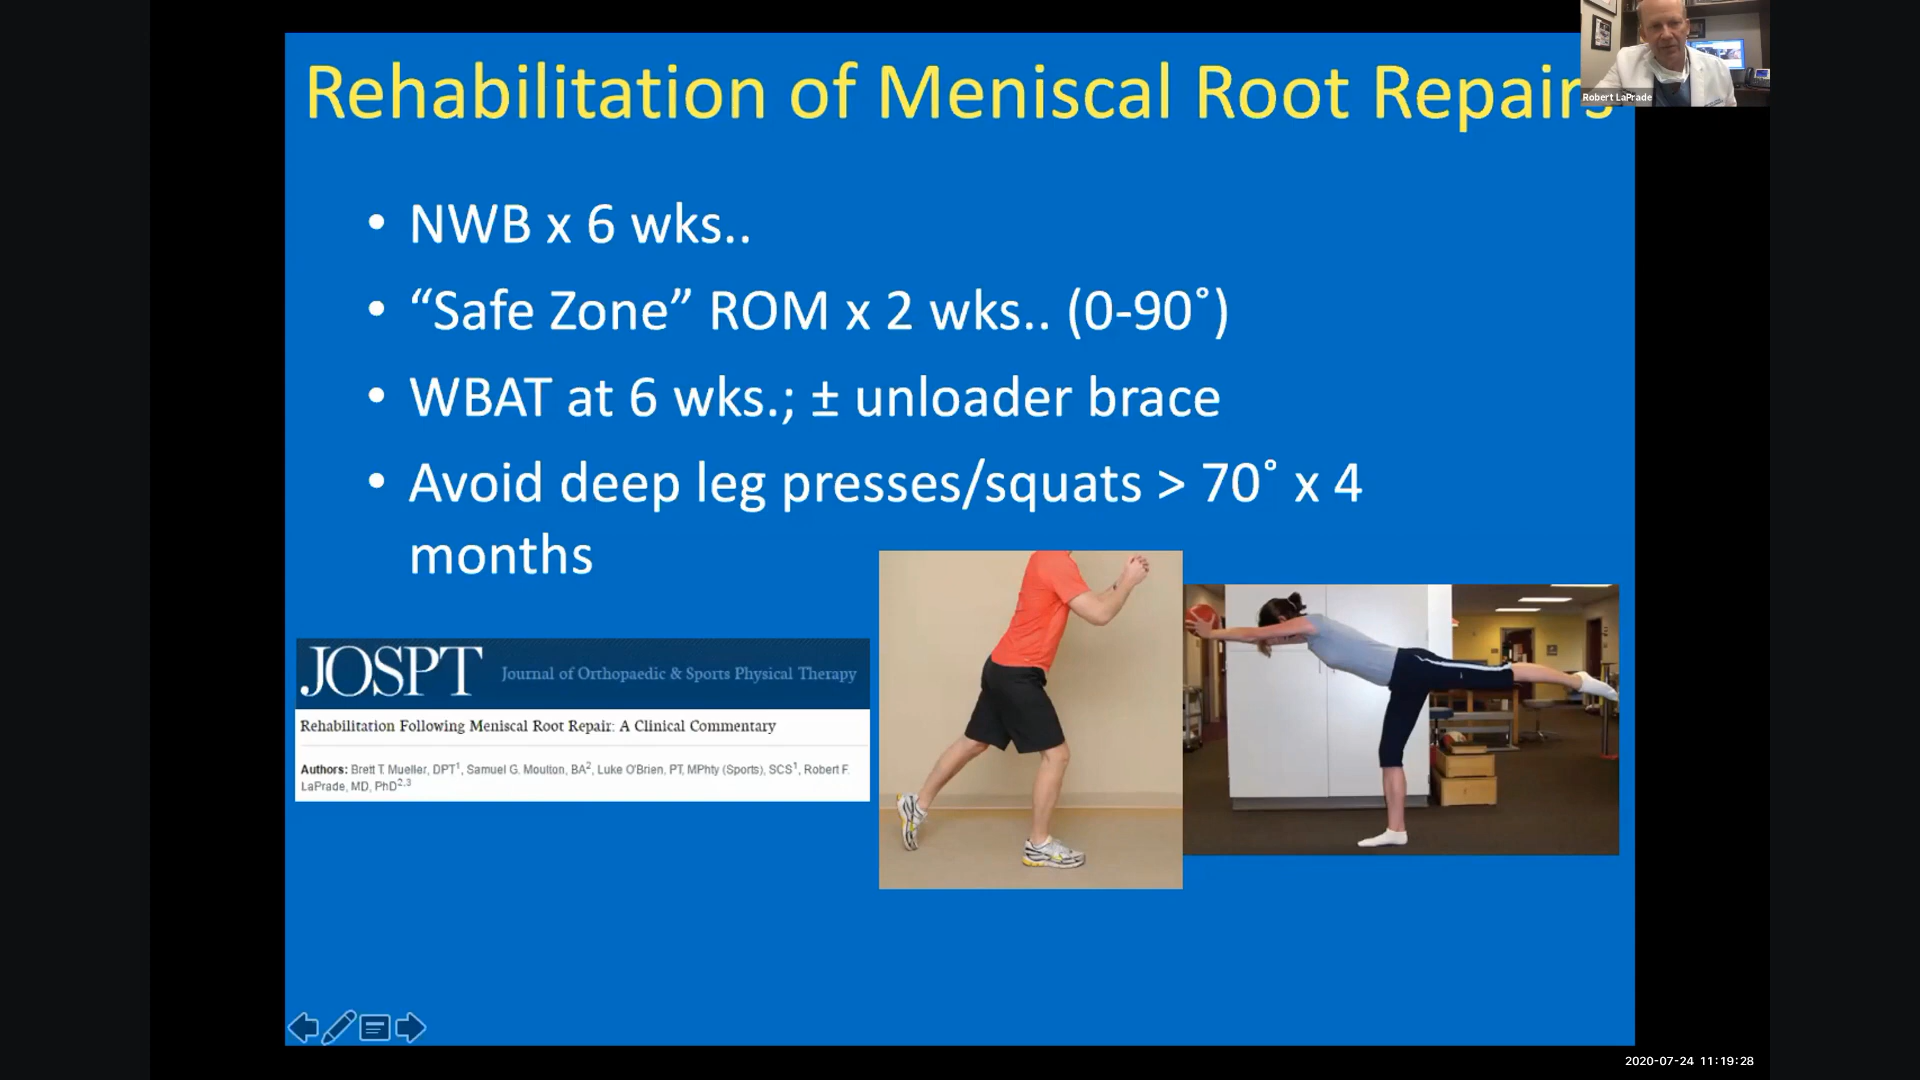 Rehabilitation of Meniscal Root Repairs
Robert LaPrade
• NWB x 6 wks..
• “Safe Zone” ROM x 2 wks.. (0-90˚)
• WBAT at 6 wks.; ± unloader brace
• Avoid deep leg presses/squats > 70˚ x 4
months
JOSPT Journal of Orthopaedic & Sports Physical Therapy
Rehabilitation Following Meniscal Root Repair: A Clinical Commentary
Authors: Brett T. Mueller, DPT1, Samuel G. Moulton, BA2, Luke O'Brien, PT, MPhty (Sports), SCS1, Robert F.
LaPrade, MD, PhD2,3
2020-07-24 11:19:28